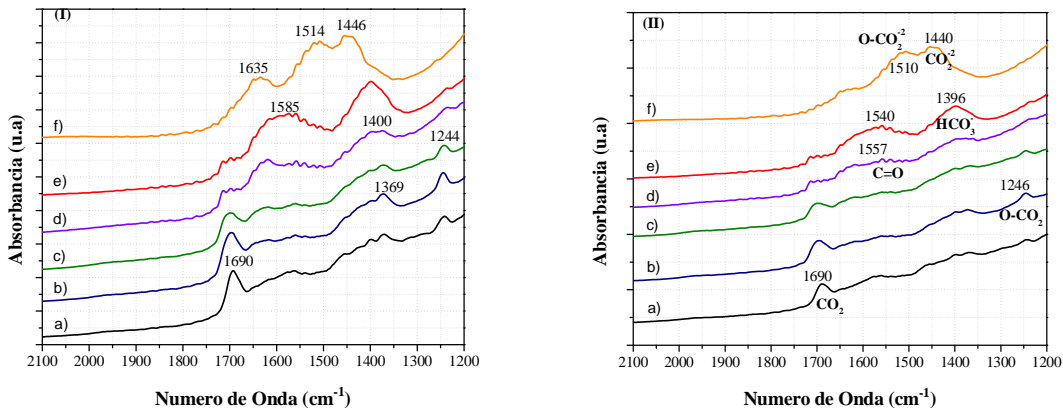 (I)
1514
1446
1635
1585
1400
1244
1369
1690
f)
e)
d)
c)
b)
a)
Absorbancia (u.a)
2100 2000 1900 1800 1700 1600 1500 1400 1300 1200
Numero de Onda (cm⁻¹)
(II)
O-CO₂⁻²
1440
CO₂⁻²
1510
1396
HCO₃⁻
1540
1557
C=O
1246
O-CO₂
1690
CO₂
f)
e)
d)
c)
b)
a)
Absorbancia (u.a)
2100 2000 1900 1800 1700 1600 1500 1400 1300 1200
Numero de Onda (cm⁻¹)